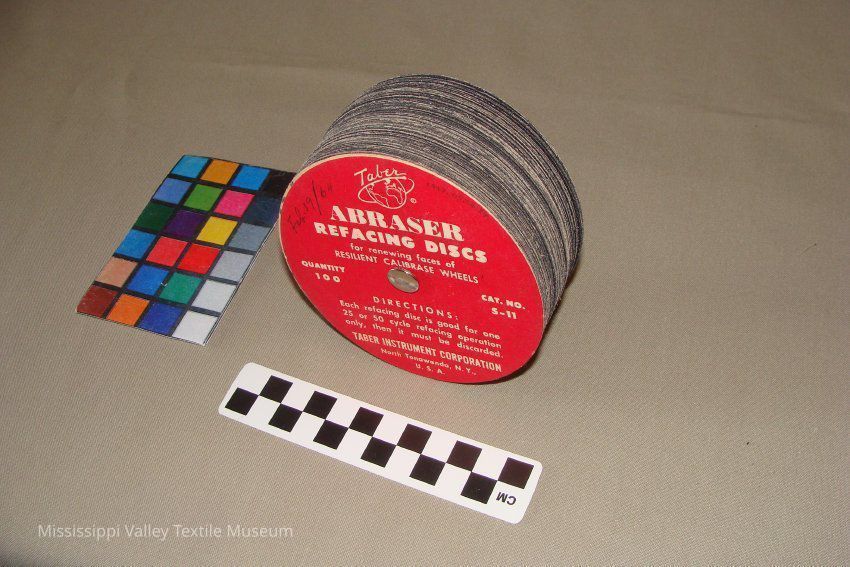 Taber
®
Feb 19/64
ABRASER
REFACING DISCS
for renewing faces of
RESILIENT CALIBRASE WHEELS
QUANTITY
100
CAT. NO.
S-11
DIRECTIONS:
Each refacing disc is good for one
25 or 50 cycle refacing operation
only, then it must be discarded.
TABER INSTRUMENT CORPORATION
North Tonawanda, N.Y.,
U.S.A.
CM
Mississippi Valley Textile Museum